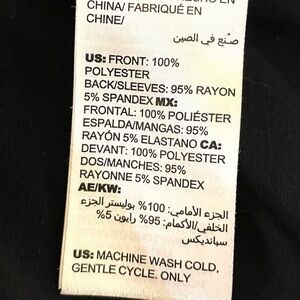 CHINA/ FABRIQUÉ EN
CHINE/
صنع في الصين
US: FRONT: 100%
POLYESTER
BACK/SLEEVES: 95% RAYON
5% SPANDEX MX:
FRONTAL: 100% POLIÉSTER
ESPALDA/MANGAS: 95%
RAYÓN 5% ELASTANO CA:
DEVANT: 100% POLYESTER
DOS/MANCHES: 95%
RAYONNE 5% SPANDEX
AE/KW:
الجزء الأمامي: 100% بوليستر الجزء
الخلفي/الأكمام: 95% رايون 5%
سبانديكس
US: MACHINE WASH COLD,
GENTLE CYCLE, ONLY